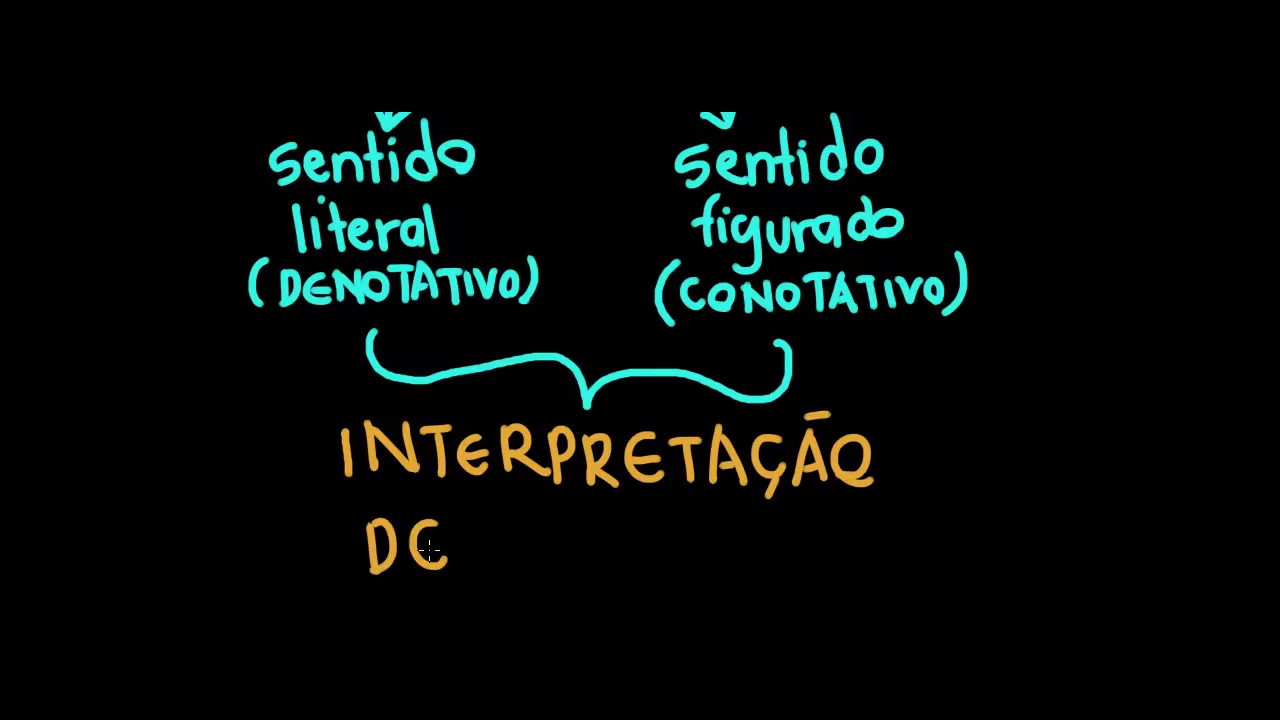 sentido
literal
(DENOTATIVO)
sentido
figurado
(CONOTATIVO)
INTERPRETAÇÃO
DC